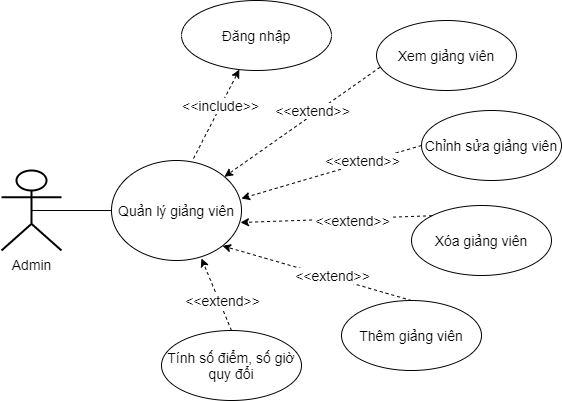 Đăng nhập
Xem giảng viên
<<include>>
<<extend>>
Chỉnh sửa giảng viên
<<extend>>
Quản lý giảng viên
<<extend>>
Xóa giảng viên
Admin
<<extend>>
<<extend>>
Thêm giảng viên
Tính số điểm, số giờ
quy đổi